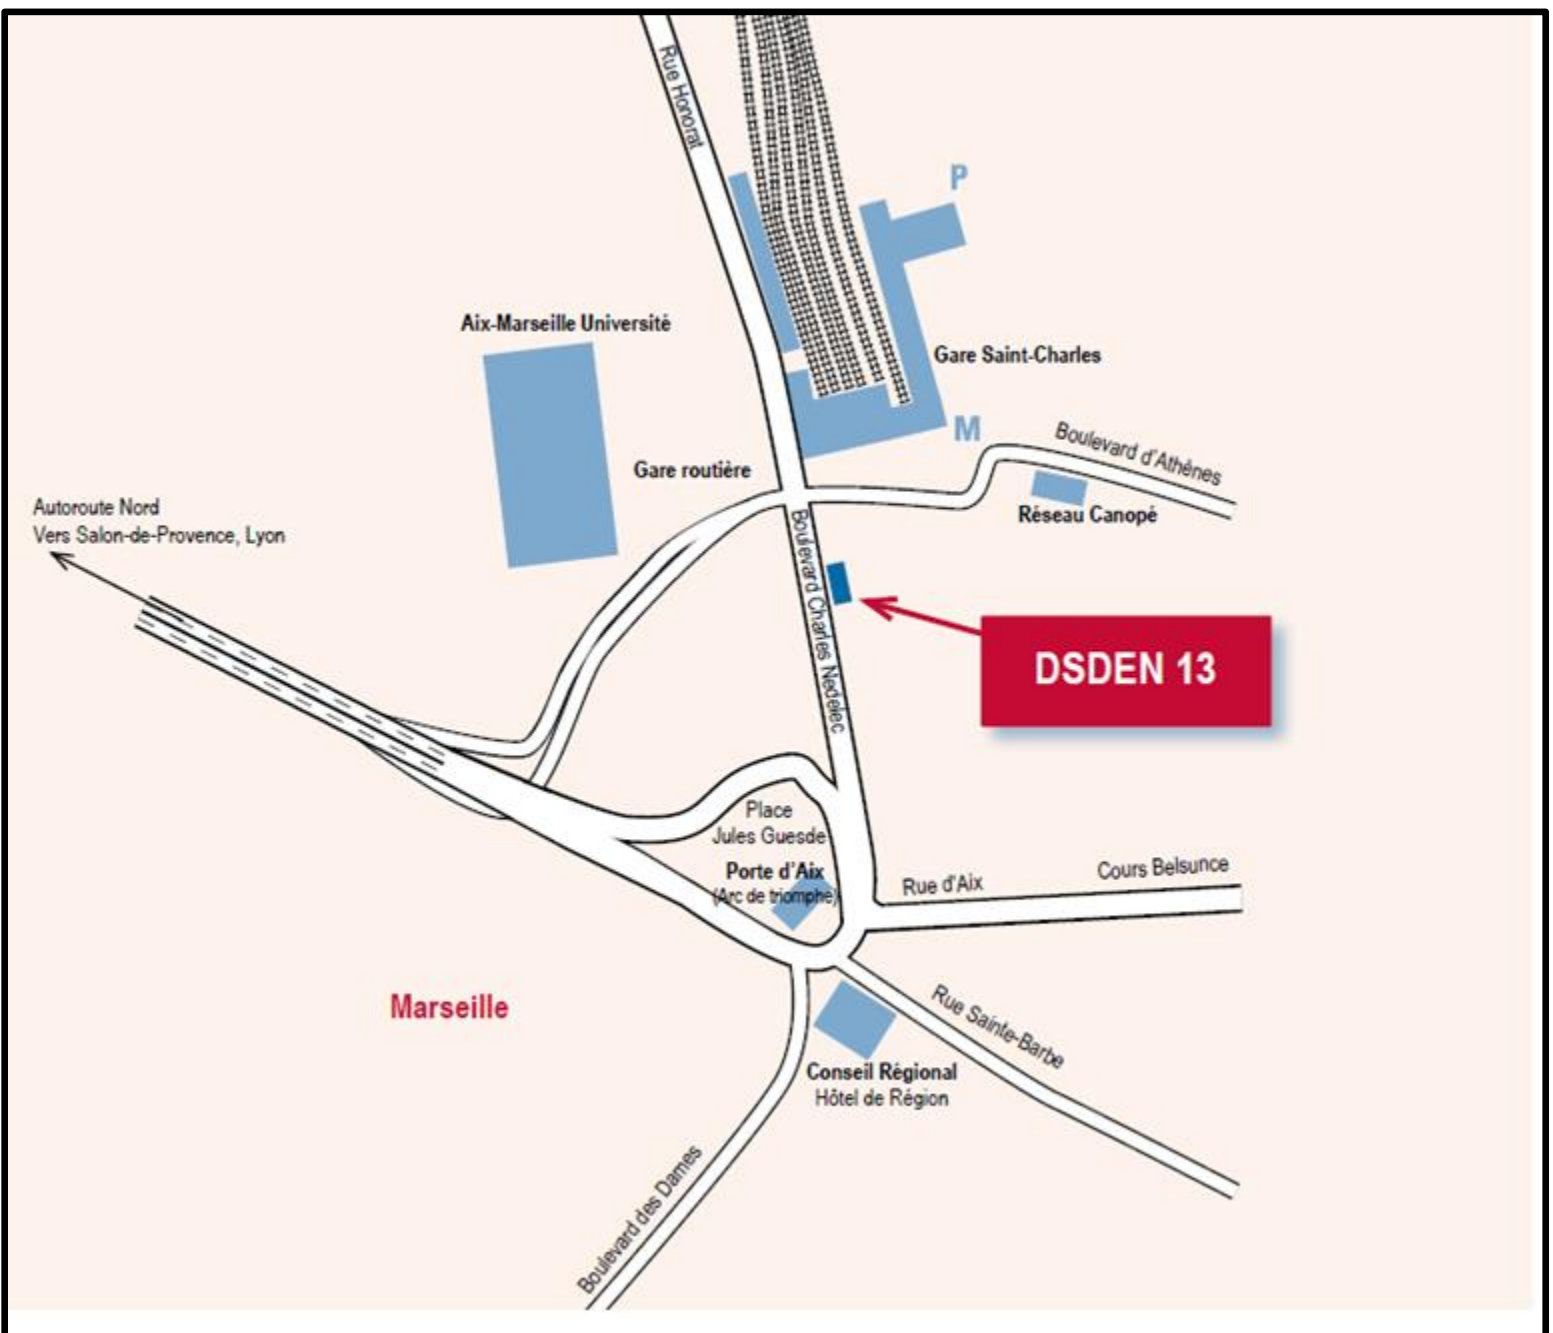 Rue Honorat
P
Aix-Marseille Université
Gare Saint-Charles
M
Boulevard d'Athènes
Gare routière
Autoroute Nord
Vers Salon-de-Provence, Lyon
Réseau Canopé
Boulevard Charles Nedelec
DSDEN 13
Place
Jules Guesde
Porte d'Aix
(Arc de triomphe)
Rue d'Aix
Cours Belsunce
Marseille
Rue Sainte-Barbe
Conseil Régional
Hôtel de Région
Boulevard des Dames